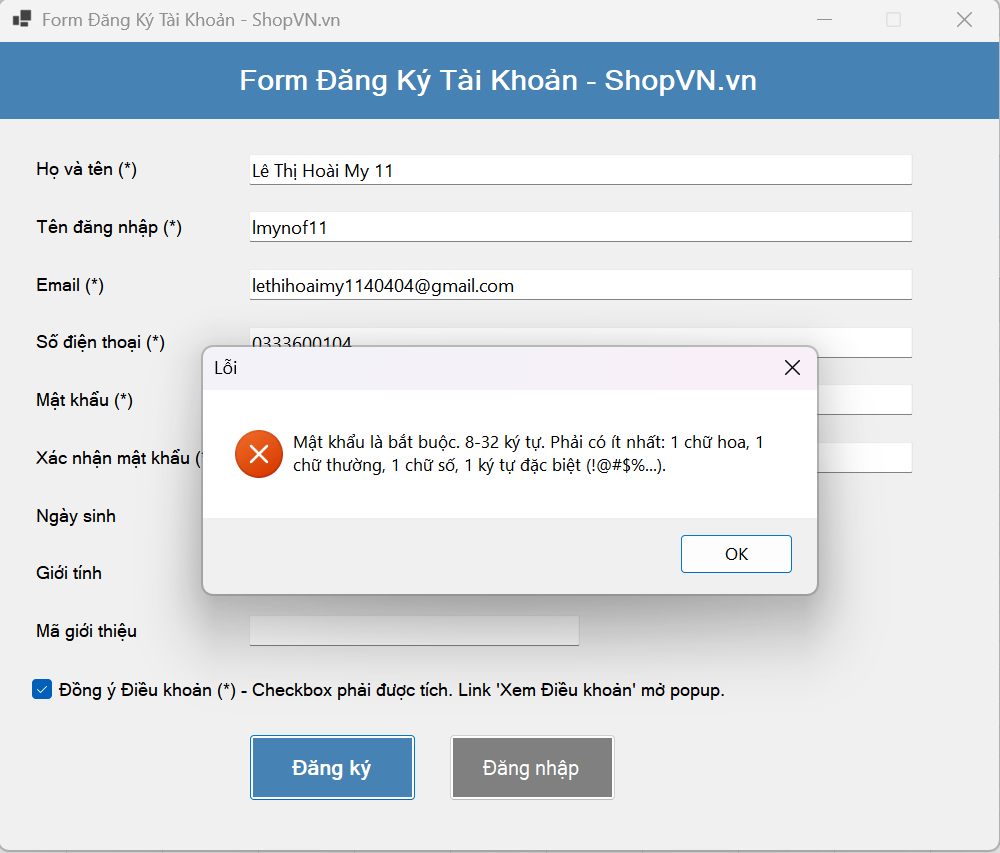 Form Đăng Ký Tài Khoản - ShopVN.vn
Form Đăng Ký Tài Khoản - ShopVN.vn
Họ và tên (*)
Lê Thị Hoài My 11
Tên đăng nhập (*)
lmynof11
Email (*)
lethihoaimy1140404@gmail.com
Số điện thoại (*)
0333600104
Lỗi
Mật khẩu (*)
Mật khẩu là bắt buộc. 8-32 ký tự. Phải có ít nhất: 1 chữ hoa, 1
chữ thường, 1 chữ số, 1 ký tự đặc biệt (!@#$%...).
Xác nhận mật khẩu (
Ngày sinh
OK
Giới tính
Mã giới thiệu
Đồng ý Điều khoản (*) - Checkbox phải được tích. Link 'Xem Điều khoản' mở popup.
Đăng ký
Đăng nhập